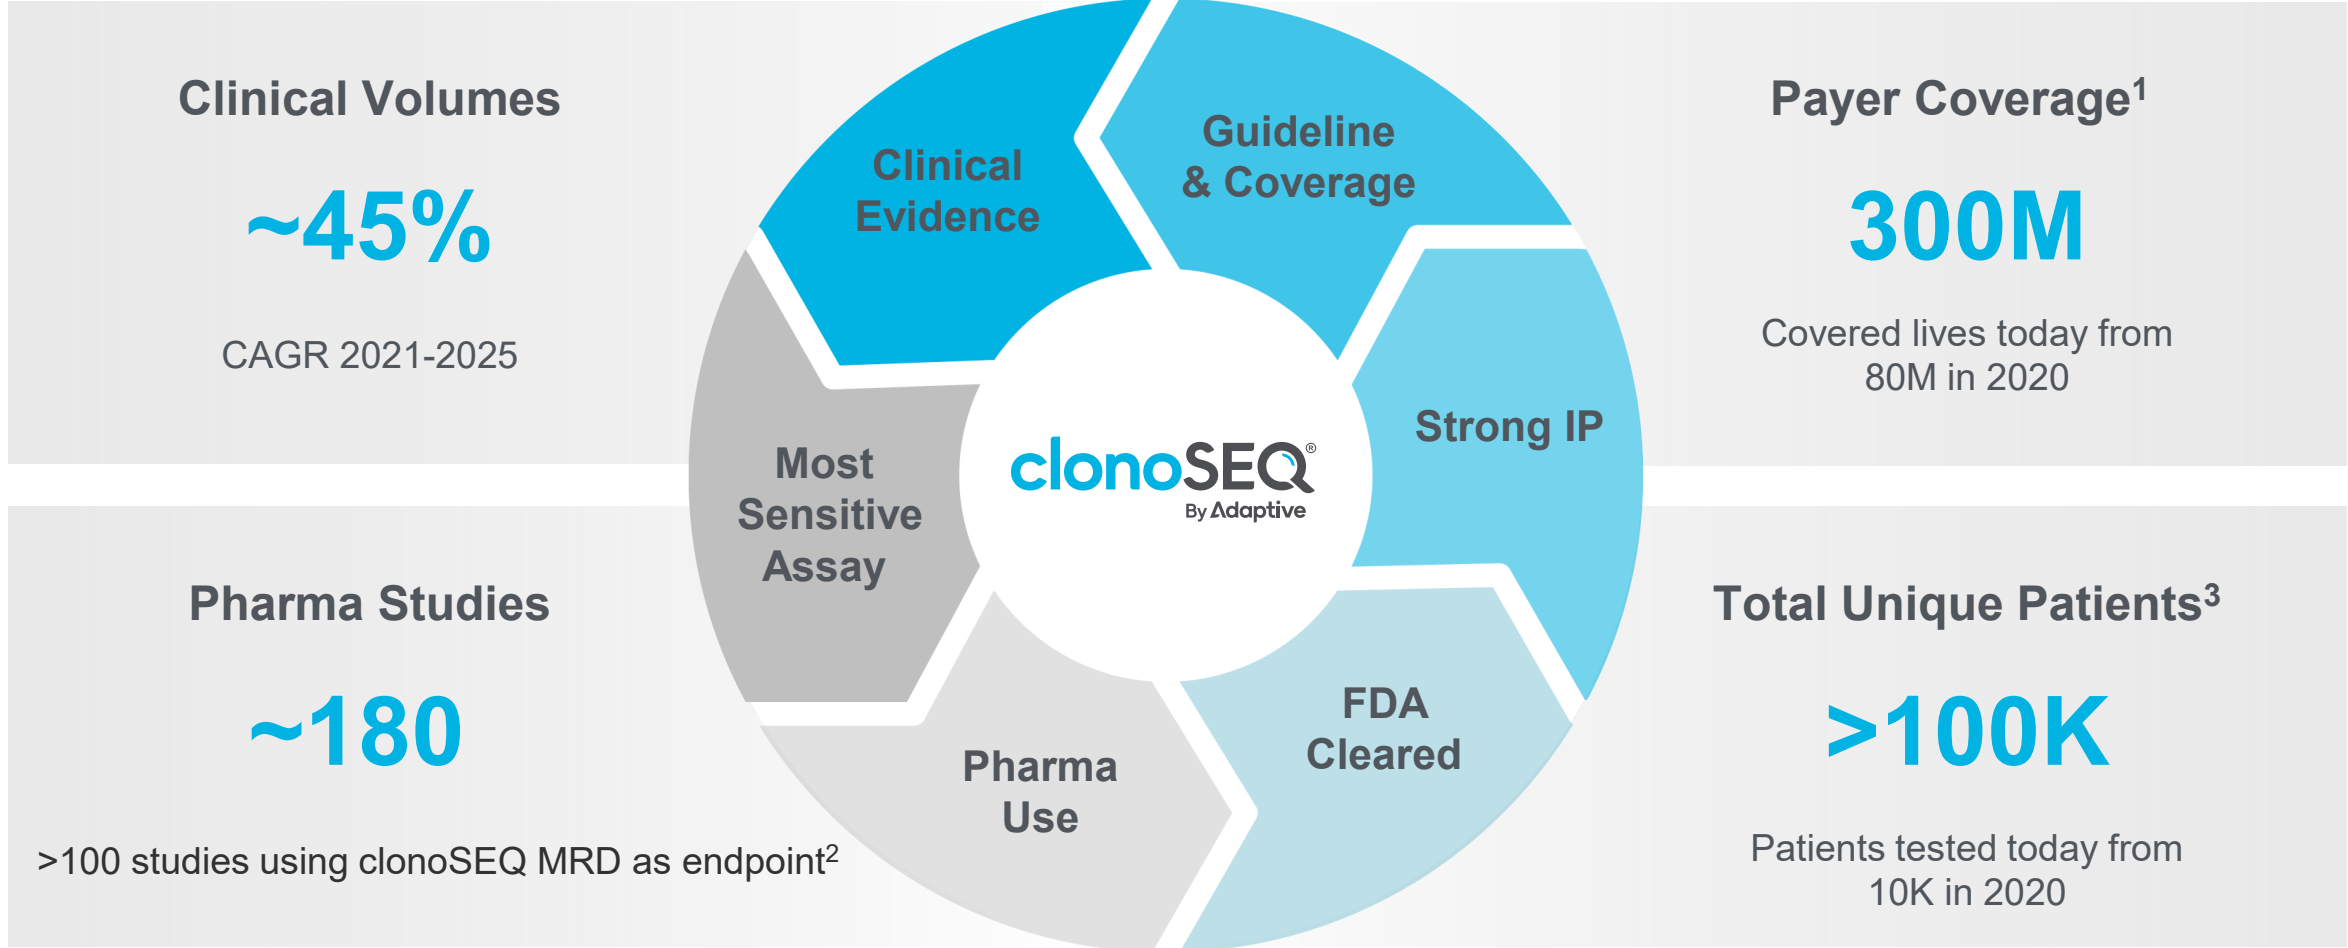 Clinical Volumes
~45%
CAGR 2021-2025
Pharma Studies
~180
>100 studies using clonoSEQ MRD as endpoint²
Clinical
Evidence
Guideline
& Coverage
Strong IP
FDA
Cleared
Pharma
Use
Most
Sensitive
Assay
clonoSEQ®
By Adaptive
Payer Coverage¹
300M
Covered lives today from
80M in 2020
Total Unique Patients³
>100K
Patients tested today from
10K in 2020